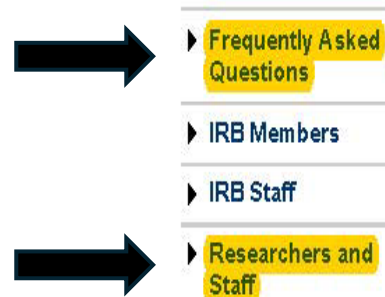 Frequently Asked
Questions
IRB Members
IRB Staff
Researchers and
Staff